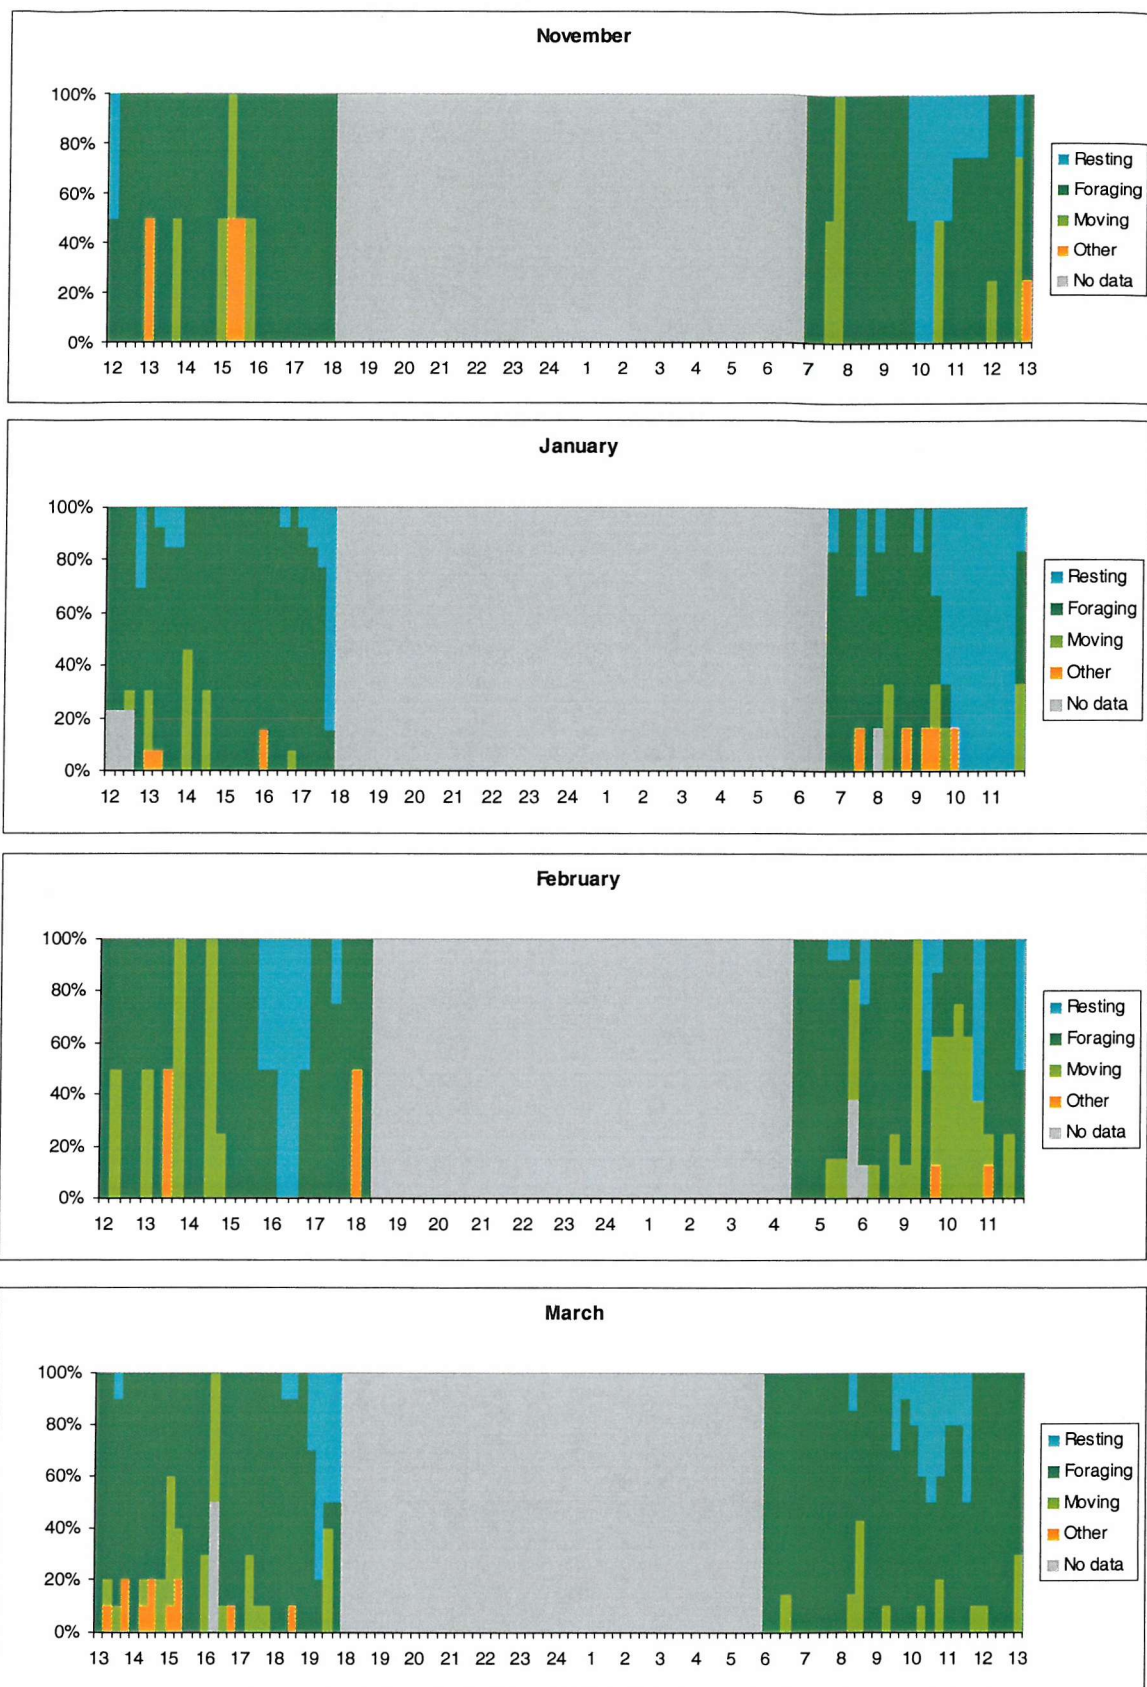 November
100%
80%
60%
40%
20%
0%
12 13 14 15 16 17 18 19 20 21 22 23 24 1 2 3 4 5 6 7 8 9 10 11 12 13
Resting
Foraging
Moving
Other
No data
January
100%
80%
60%
40%
20%
0%
12 13 14 15 16 17 18 19 20 21 22 23 24 1 2 3 4 5 6 7 8 9 10 11
Resting
Foraging
Moving
Other
No data
February
100%
80%
60%
40%
20%
0%
12 13 14 15 16 17 18 19 20 21 22 23 24 1 2 3 4 5 6 9 10 11
Resting
Foraging
Moving
Other
No data
March
100%
80%
60%
40%
20%
0%
13 14 15 16 17 18 19 18 19 20 21 22 23 24 1 2 3 4 5 6 7 8 9 10 11 12 13
Resting
Foraging
Moving
Other
No data